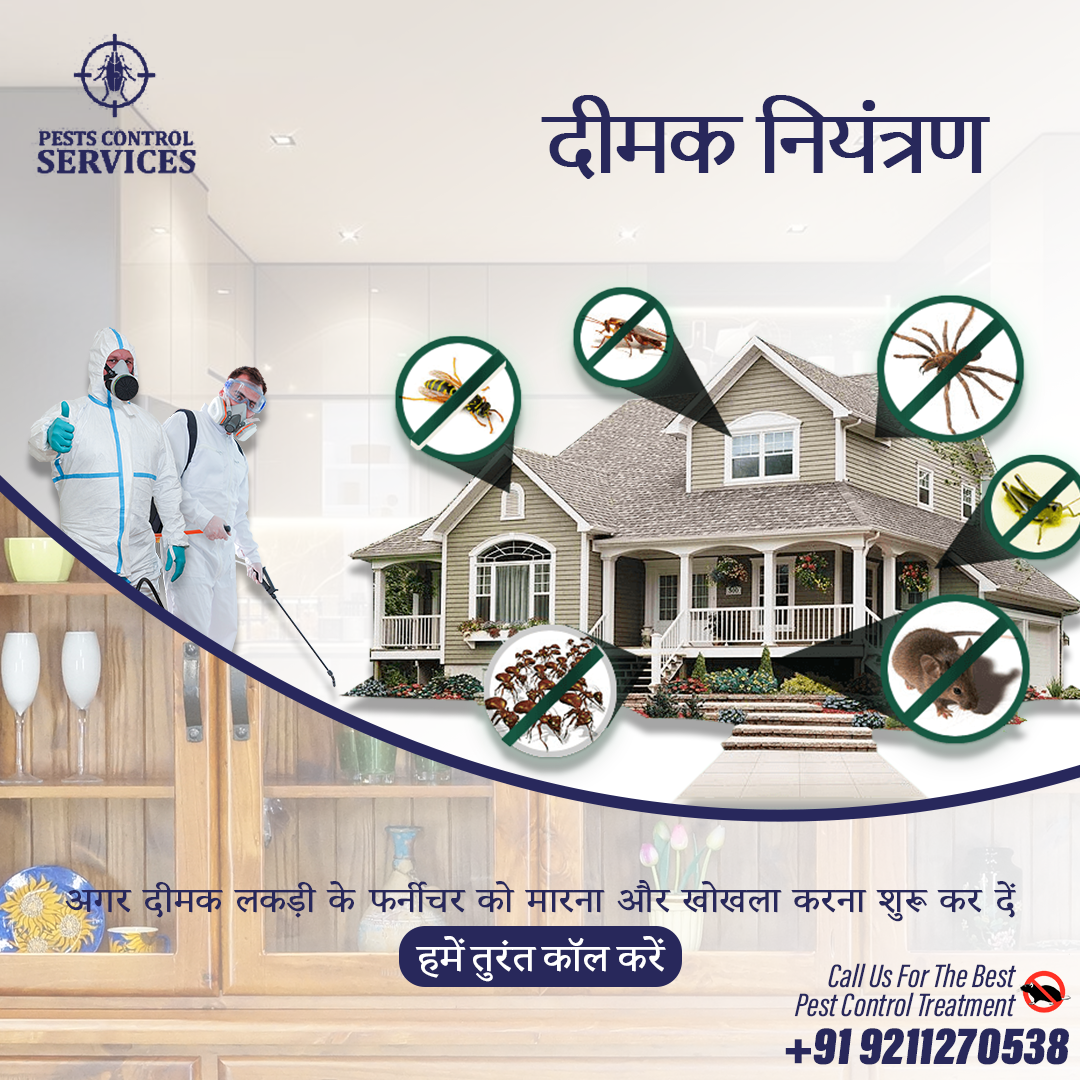 PESTS CONTROL
SERVICES
दीमक नियंत्रण
अगर दीमक लकड़ी के फर्नीचर को मारना और खोखला करना शुरू कर दें
हमें तुरंत कॉल करें
Call Us For The Best
Pest Control Treatment
+91 9211270538